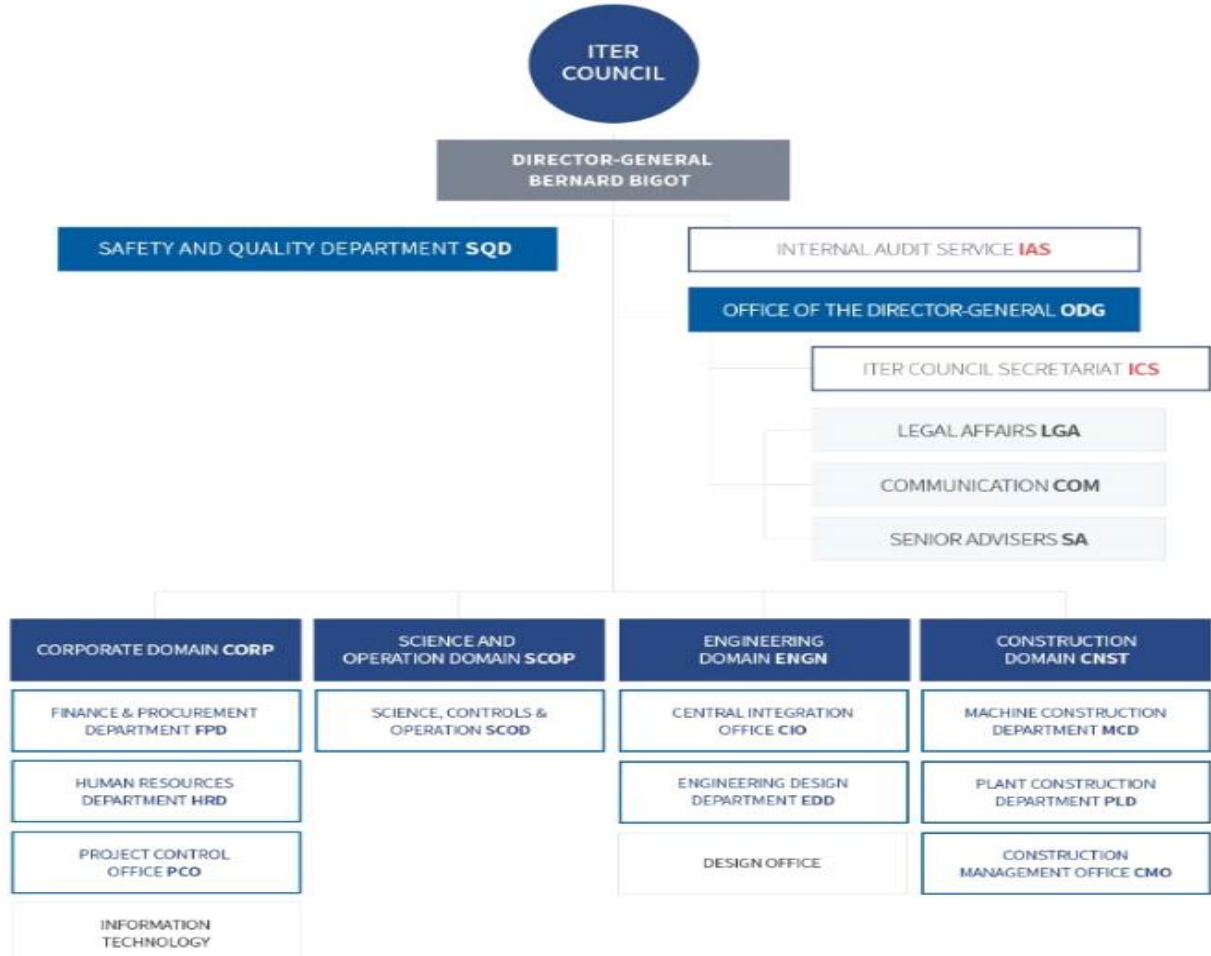 ITER
COUNCIL
DIRECTOR-GENERAL
BERNARD BIGOT
SAFETY AND QUALITY DEPARTMENT SQD
INTERNAL AUDIT SERVICE IAS
OFFICE OF THE DIRECTOR-GENERAL ODG
ITER COUNCIL SECRETARIAT ICS
LEGAL AFFAIRS LGA
COMMUNICATION COM
SENIOR ADVISERS SA
CORPORATE DOMAIN CORP
FINANCE & PROCUREMENT
DEPARTMENT FPD
HUMAN RESOURCES
DEPARTMENT HRD
PROJECT CONTROL
OFFICE PCO
INFORMATION
TECHNOLOGY
SCIENCE AND
OPERATION DOMAIN SCOP
SCIENCE, CONTROLS &
OPERATION SCOD
ENGINEERING
DOMAIN ENGN
CENTRAL INTEGRATION
OFFICE CIO
ENGINEERING DESIGN
DEPARTMENT EDD
DESIGN OFFICE
CONSTRUCTION
DOMAIN CNST
MACHINE CONSTRUCTION
DEPARTMENT MCD
PLANT CONSTRUCTION
DEPARTMENT PLD
CONSTRUCTION
MANAGEMENT OFFICE CMO